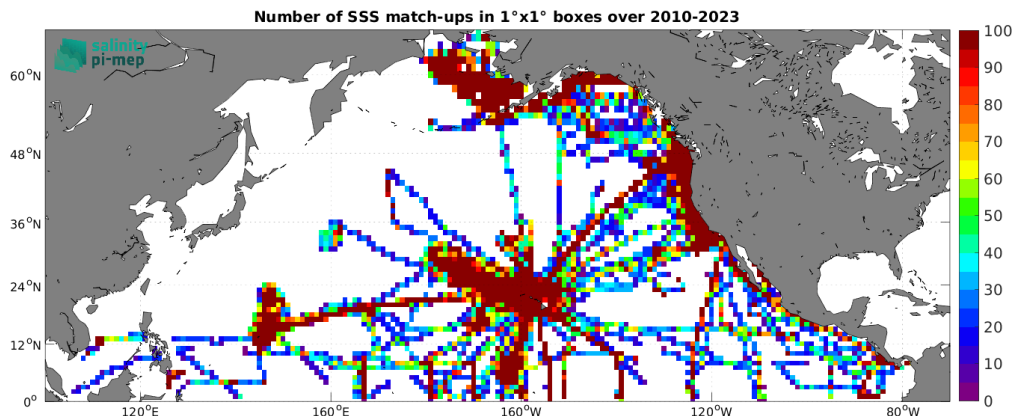 Number of SSS match-ups in 1°x1° boxes over 2010-2023
salinity
pi-mep
60°N
48°N
36°N
24°N
12°N
0°
120°E
160°E
160°W
120°W
80°W
100
90
80
70
60
50
40
30
20
10
0